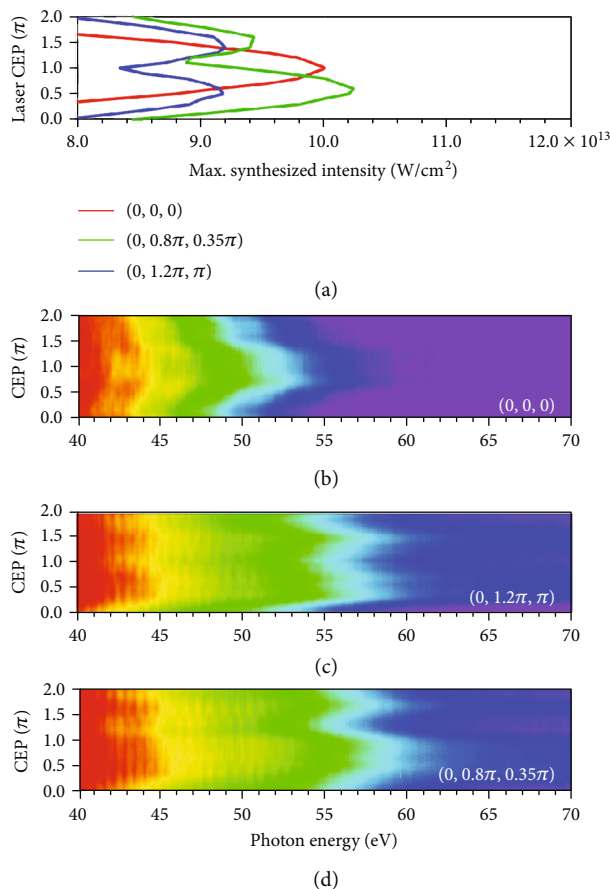 2.0
1.5
1.0
0.5
0.0
Laser CEP (π)
8.0 9.0 10.0 11.0 12.0 × 10¹³
Max. synthesized intensity (W/cm²)
(0, 0, 0)
(0, 0.8π, 0.35π)
(0, 1.2π, π)
(a)
2.0
1.5
1.0
0.5
0.0
CEP (π)
(0, 0, 0)
40 45 50 55 60 65 70
(b)
2.0
1.5
1.0
0.5
0.0
CEP (π)
(0, 1.2π, π)
40 45 50 55 60 65 70
(c)
2.0
1.5
1.0
0.5
0.0
CEP (π)
(0, 0.8π, 0.35π)
40 45 50 55 60 65 70
Photon energy (eV)
(d)